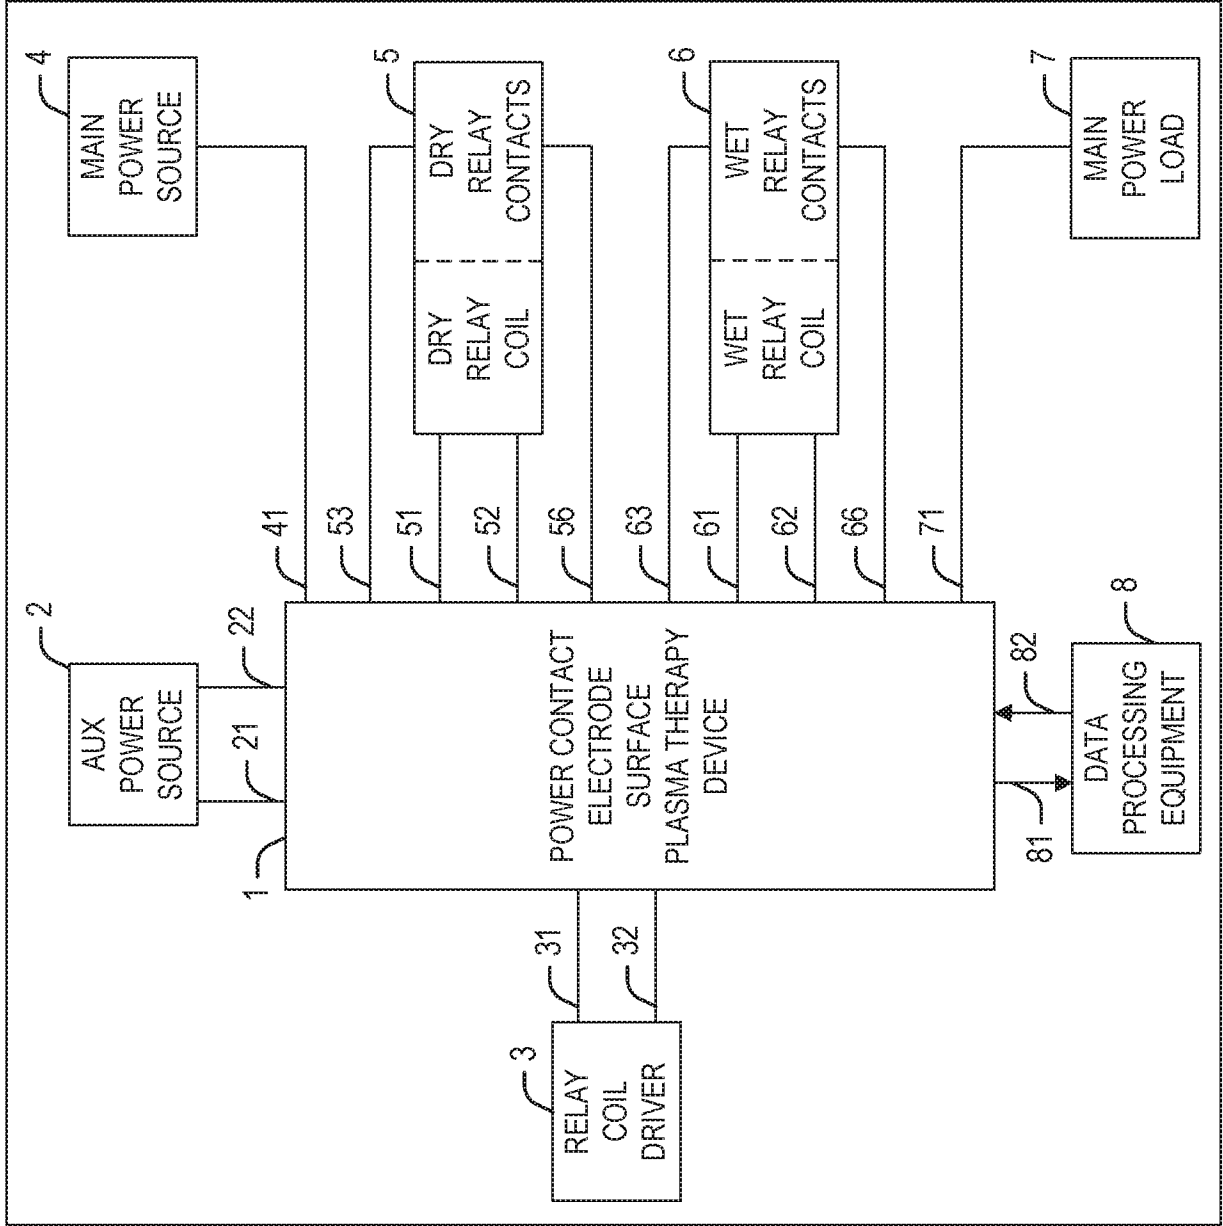 4
MAIN
POWER
SOURCE
5
DRY
RELAY
CONTACTS
DRY
RELAY
COIL
6
WET
RELAY
CONTACTS
WET
RELAY
COIL
7
MAIN
POWER
LOAD
41
53
51
52
56
63
61
62
66
71
2
AUX
POWER
SOURCE
22
21
1
POWER CONTACT
ELECTRODE
SURFACE
PLASMA THERAPY
DEVICE
82
81
8
DATA
PROCESSING
EQUIPMENT
31
32
3
RELAY
COIL
DRIVER